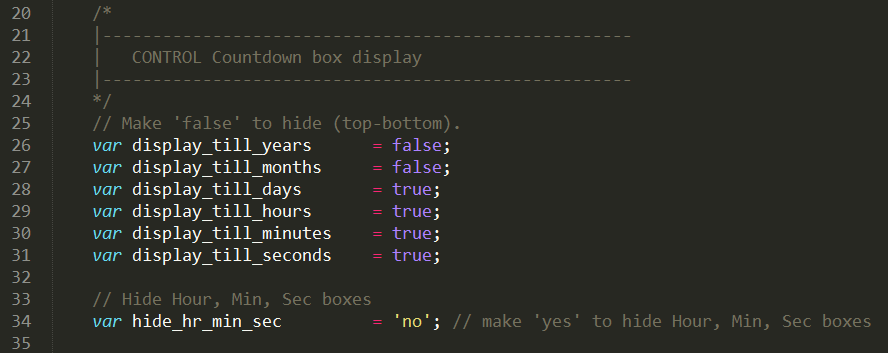 20 /*
21 |------------------------------------------------------
22 |   CONTROL Countdown box display
23 |------------------------------------------------------
24 */
25 // Make 'false' to hide (top-bottom).
26 var display_till_years      = false;
27 var display_till_months     = false;
28 var display_till_days       = true;
29 var display_till_hours      = true;
30 var display_till_minutes    = true;
31 var display_till_seconds    = true;
32
33 // Hide Hour, Min, Sec boxes
34 var hide_hr_min_sec         = 'no'; // make 'yes' to hide Hour, Min, Sec boxes
35